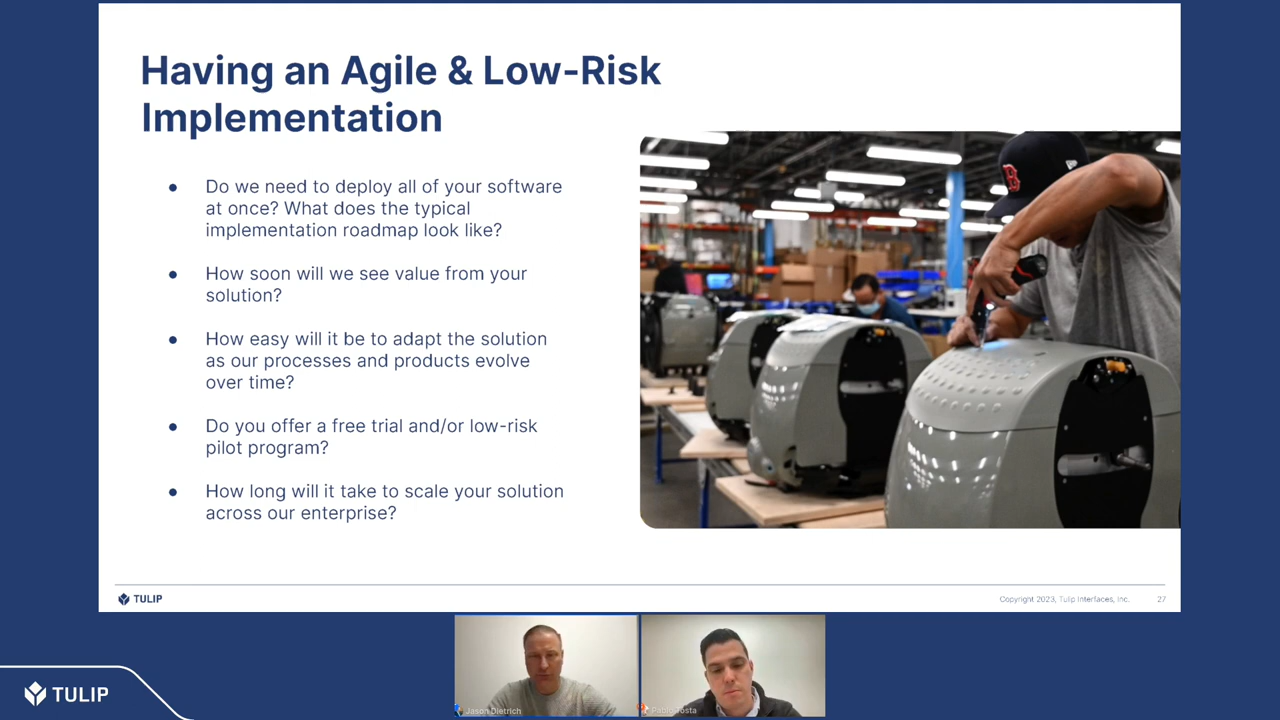 Having an Agile & Low-Risk
Implementation
● Do we need to deploy all of your software
at once? What does the typical
implementation roadmap look like?
● How soon will we see value from your
solution?
● How easy will it be to adapt the solution
as our processes and products evolve
over time?
● Do you offer a free trial and/or low-risk
pilot program?
● How long will it take to scale your solution
across our enterprise?
B
TULIP
Copyright 2023, Tulip Interfaces, Inc.
27
Jason Dietrich
Pablo Tosta
TULIP